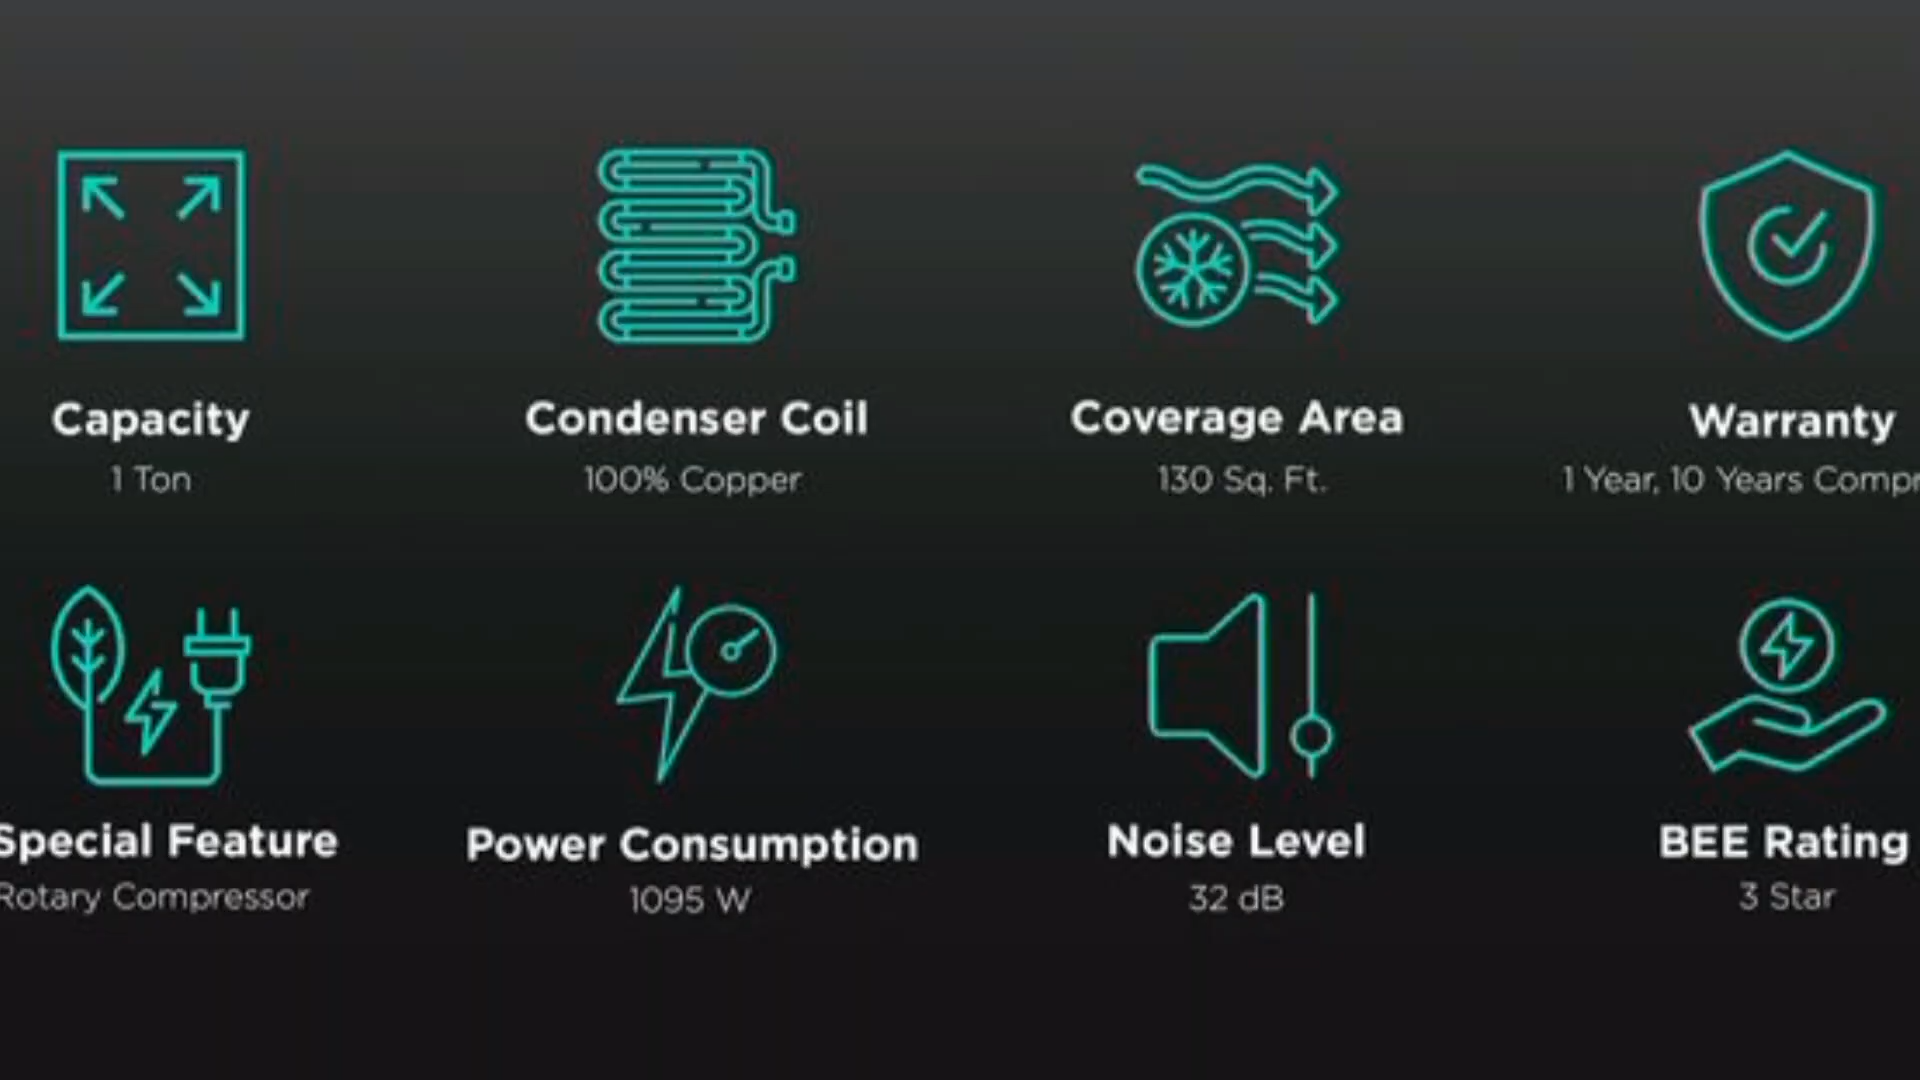 Capacity
1 Ton
Condenser Coil
100% Copper
Coverage Area
130 Sq. Ft.
Warranty
1 Year, 10 Years Compr
Special Feature
Rotary Compressor
Power Consumption
1095 W
Noise Level
32 dB
BEE Rating
3 Star